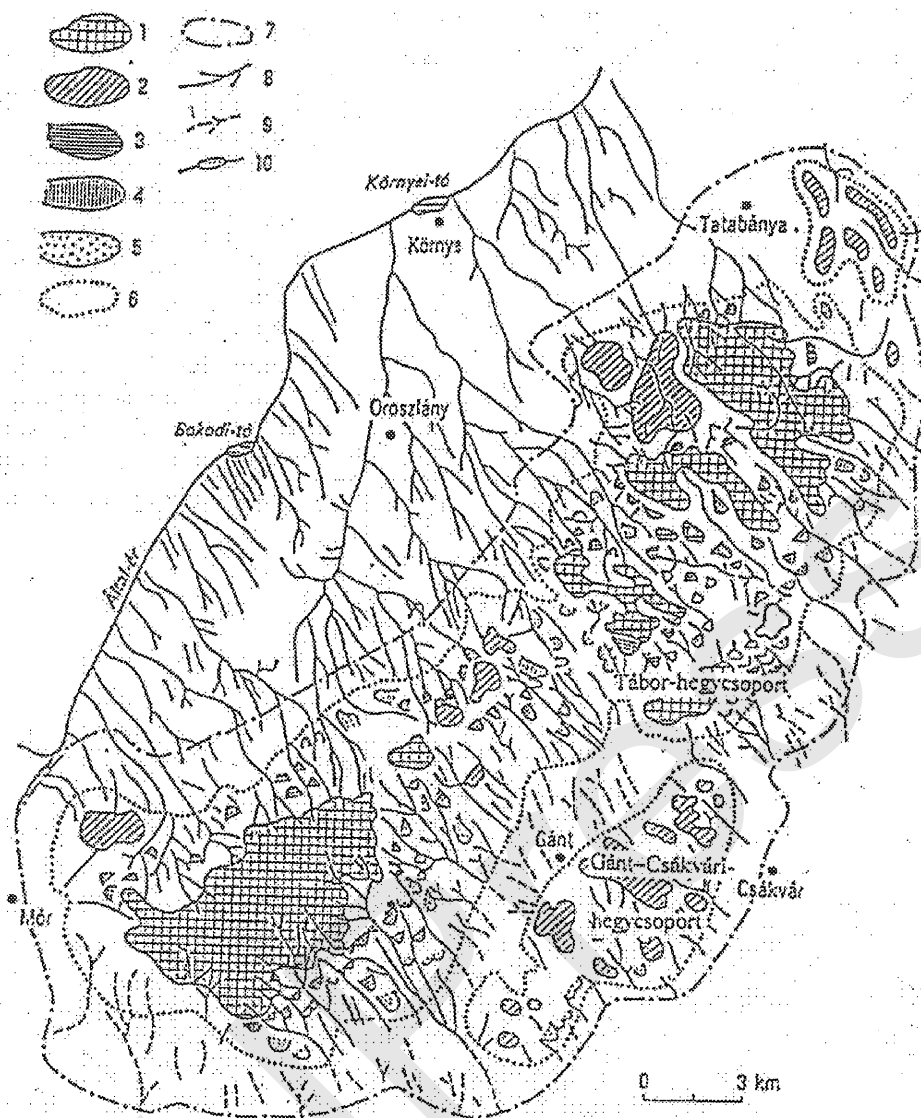 1
2
3
4
5
6
7
8
9
10
Környei-tó
Környe
Tatabánya
Oroszlány
Bokodi-tó
Által-ér
Tábor-hegycsoport
Gánt
Gánt–Csákvári-
hegycsoport
Csákvár
Mór
0 3 km